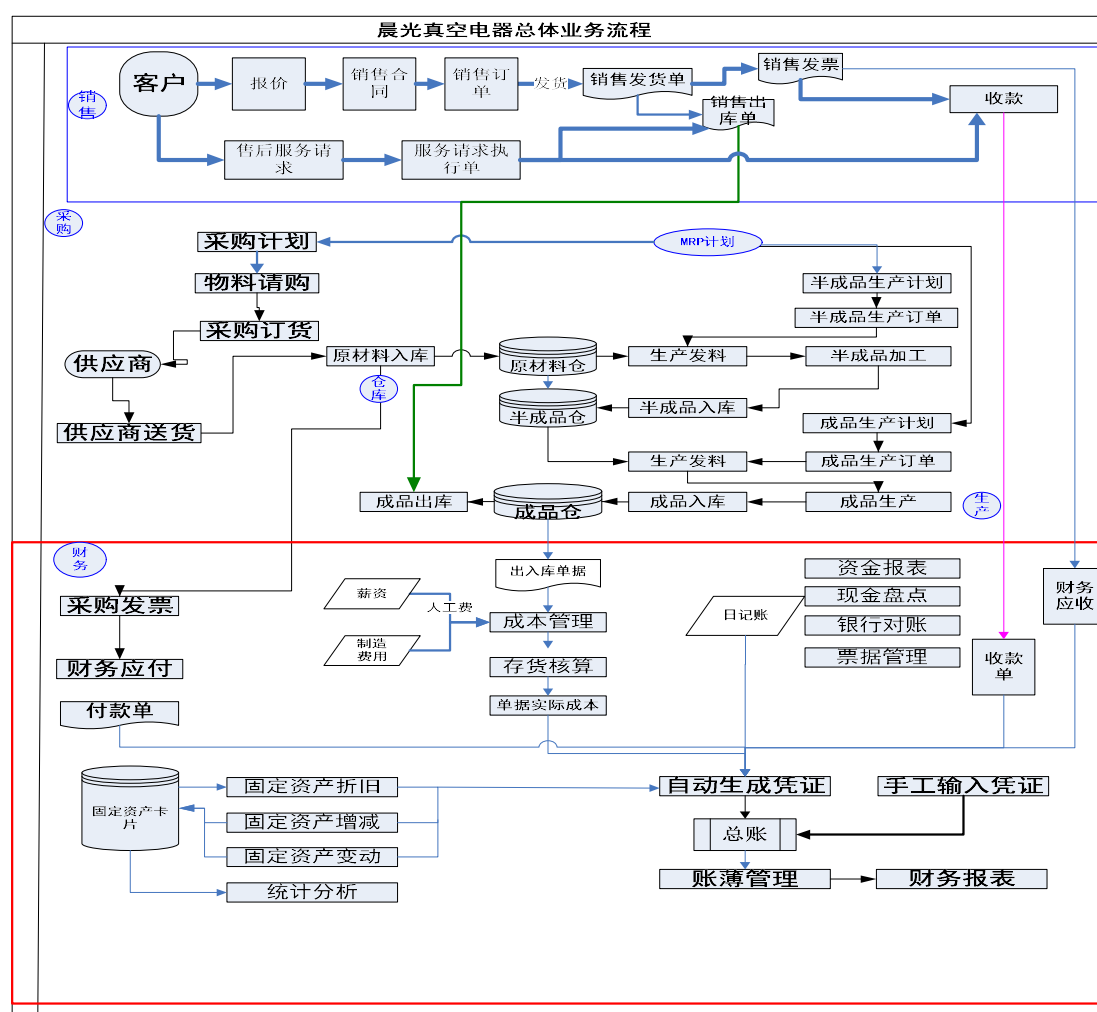 晨光真空电器总体业务流程
客户
报价
销售合
同
销售订
单
发货
销售发货单
销售发票
销
售
销售出
库单
收款
售后服务请
求
服务请求执
行单
采
购
采购计划
MRP计划
物料请购
半成品生产计划
采购订货
半成品生产订单
供应商
原材料入库
原材料仓
生产发料
半成品加工
仓
库
供应商送货
半成品仓
半成品入库
成品生产计划
生产发料
成品生产订单
成品出库
成品仓
成品入库
成品生产
生
产
财
务
出入库单据
资金报表
采购发票
薪资
人工费
成本管理
日记账
现金盘点
财务
应收
银行对账
制造
费用
财务应付
存货核算
票据管理
收款
单
付款单
单据实际成本
固定资产卡
片
固定资产折旧
自动生成凭证
手工输入凭证
固定资产增减
总账
固定资产变动
统计分析
账薄管理
财务报表